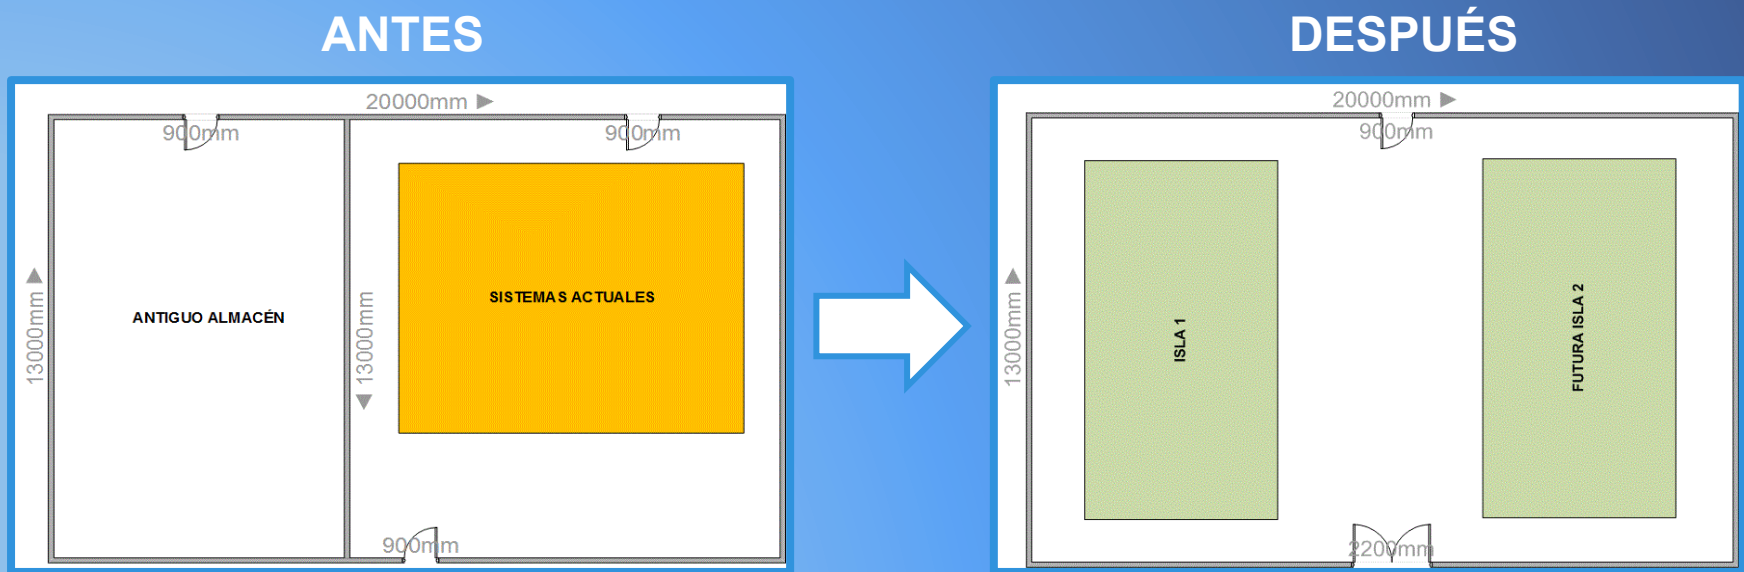 ANTES
DESPUÉS
20000mm
900mm
900mm
13000mm
ANTIGUO ALMACÉN
13000mm
SISTEMAS ACTUALES
900mm
20000mm
900mm
13000mm
ISLA 1
FUTURA ISLA 2
2200mm